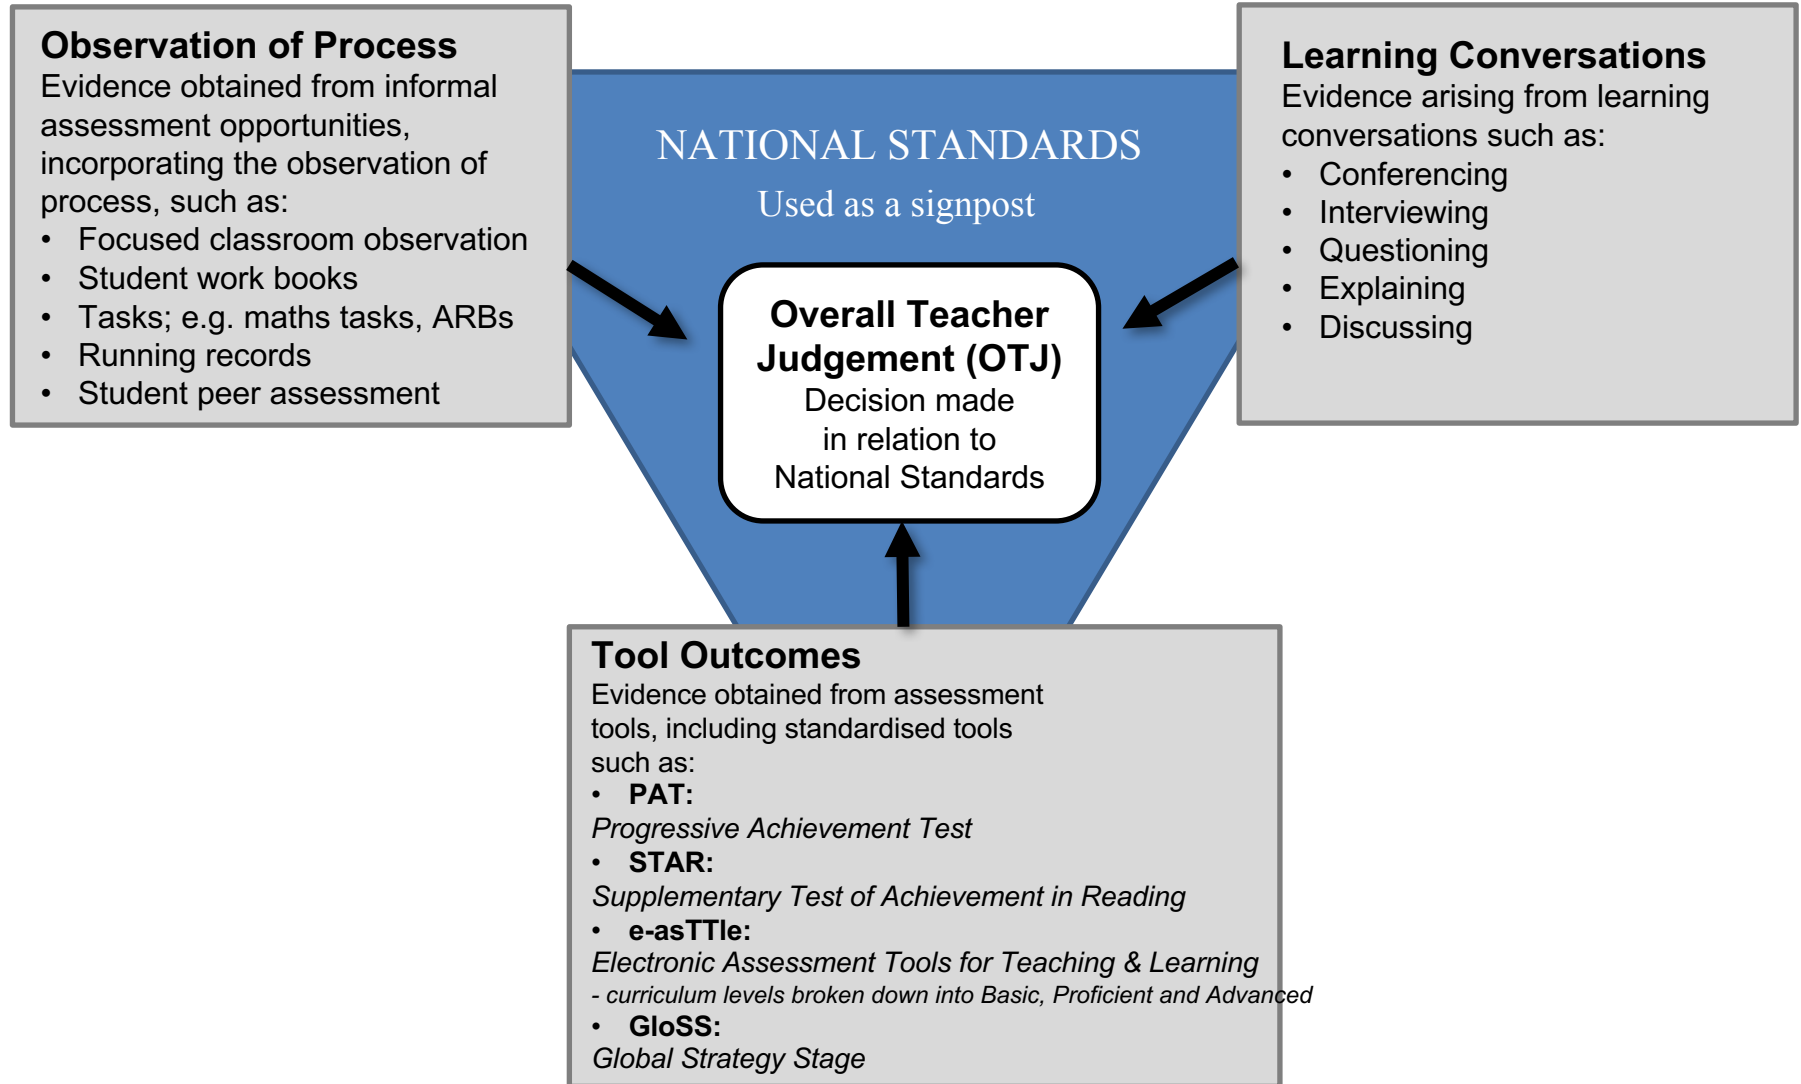 Observation of Process
Evidence obtained from informal
assessment opportunities,
incorporating the observation of
process, such as:
• Focused classroom observation
• Student work books
• Tasks; e.g. maths tasks, ARBs
• Running records
• Student peer assessment
NATIONAL STANDARDS
Used as a signpost
Learning Conversations
Evidence arising from learning
conversations such as:
• Conferencing
• Interviewing
• Questioning
• Explaining
• Discussing
Overall Teacher
Judgement (OTJ)
Decision made
in relation to
National Standards
Tool Outcomes
Evidence obtained from assessment
tools, including standardised tools
such as:
• PAT:
Progressive Achievement Test
• STAR:
Supplementary Test of Achievement in Reading
• e-asTTle:
Electronic Assessment Tools for Teaching & Learning
- curriculum levels broken down into Basic, Proficient and Advanced
• GloSS:
Global Strategy Stage